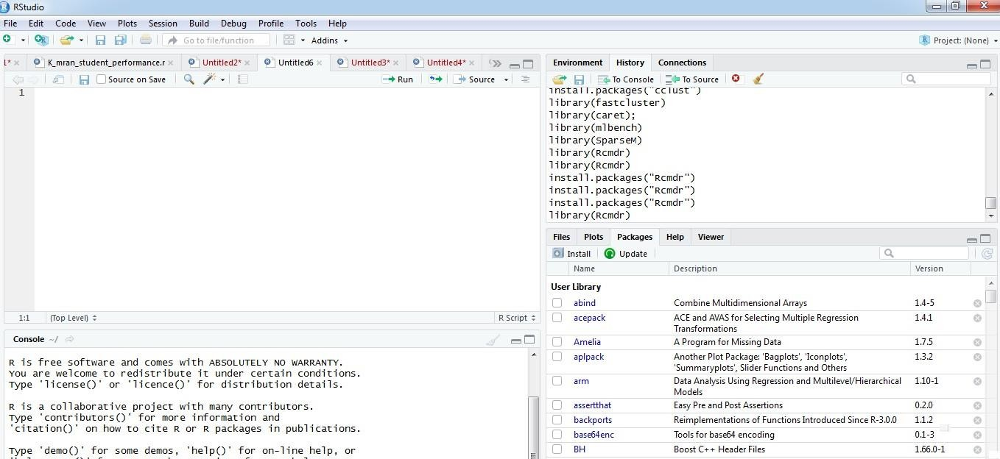 RStudio
File Edit Code View Plots Session Build Debug Profile Tools Help
Go to file/function Addins Project: (None)
1* K_mran_student_performance.r Untitled2* Untitled6 Untitled3* Untitled4*
Source on Save Run Source
1
1:1 (Top Level) R Script
Console ~/
R is free software and comes with ABSOLUTELY NO WARRANTY.
You are welcome to redistribute it under certain conditions.
Type 'license()' or 'licence()' for distribution details.
R is a collaborative project with many contributors.
Type 'contributors()' for more information and
'citation()' on how to cite R or R packages in publications.
Type 'demo()' for some demos, 'help()' for on-line help, or
Environment History Connections
To Console To Source
install.packages("cclust")
library(fastcluster)
library(caret);
library(mlbench)
library(SparseM)
library(Rcmdr)
library(Rcmdr)
install.packages("Rcmdr")
install.packages("Rcmdr")
install.packages("Rcmdr")
library(Rcmdr)
Files Plots Packages Help Viewer
Install Update
Name Description Version
User Library
abind Combine Multidimensional Arrays 1.4-5
acepack ACE and AVAS for Selecting Multiple Regression 1.4.1
Transformations
Amelia A Program for Missing Data 1.7.5
aplpack Another Plot Package: 'Bagplots', 'Iconplots', 1.3.2
'Summaryplots', Slider Functions and Others
arm Data Analysis Using Regression and Multilevel/Hierarchical 1.10-1
Models
assertthat Easy Pre and Post Assertions 0.2.0
backports Reimplementations of Functions Introduced Since R-3.0.0 1.1.2
base64enc Tools for base64 encoding 0.1-3
BH Boost C++ Header Files 1.66.0-1